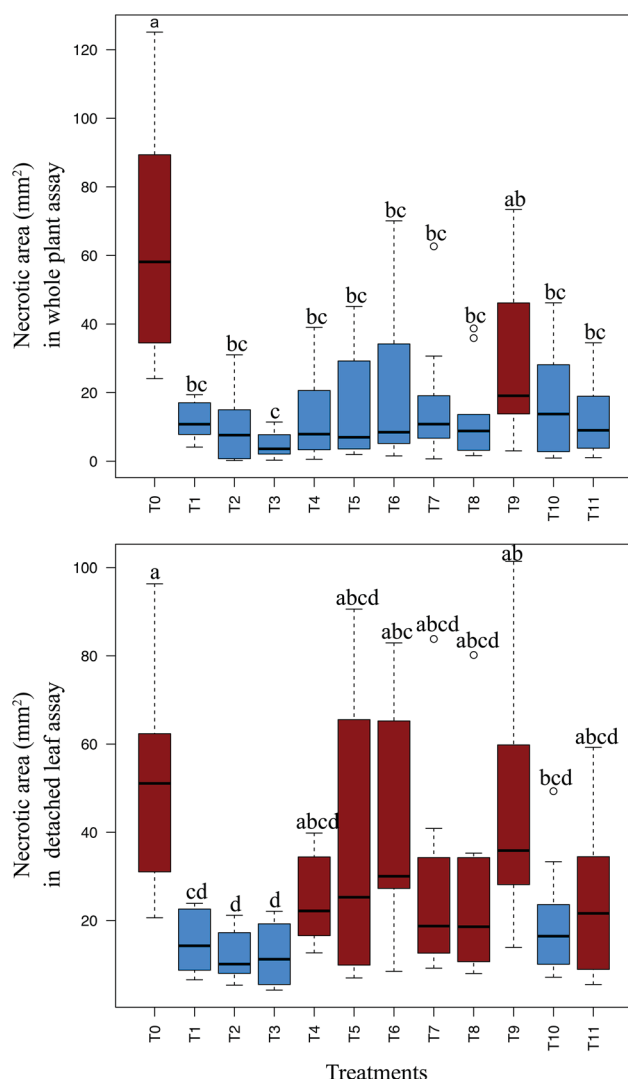 Necrotic area (mm²)
in whole plant assay
120
100
80
60
40
20
0
a
bc
bc
c
bc
bc
bc
bc
bc
ab
bc
bc
T0
T1
T2
T3
T4
T5
T6
T7
T8
T9
T10
T11
Necrotic area (mm²)
in detached leaf assay
100
80
60
40
20
a
cd
d
d
abcd
abcd
abc
abcd
abcd
ab
bcd
abcd
T0
T1
T2
T3
T4
T5
T6
T7
T8
T9
T10
T11
Treatments